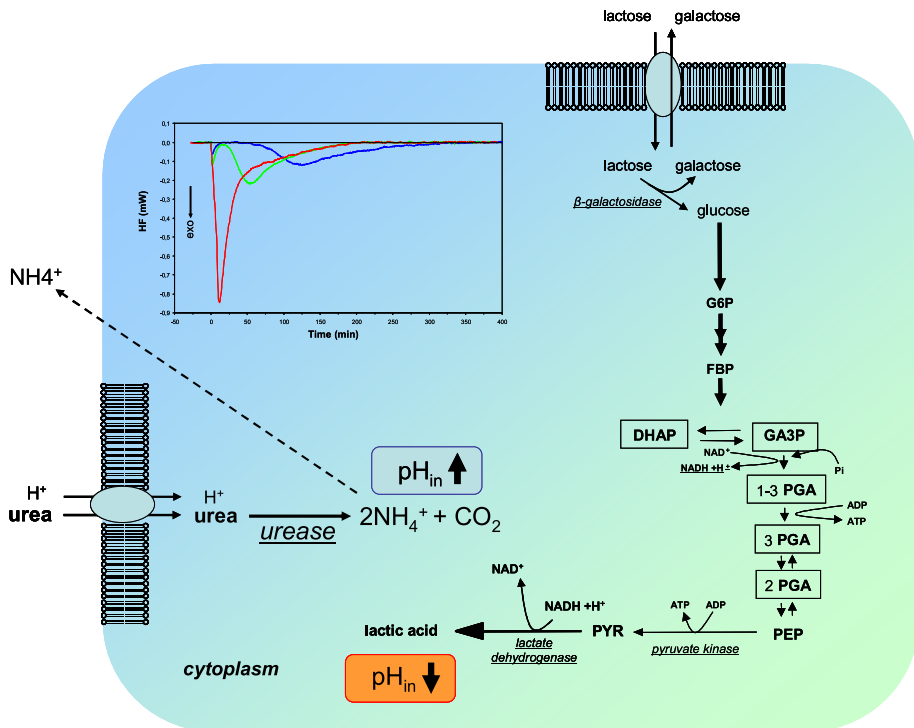 lactose galactose
lactose galactose
β-galactosidase
glucose
G6P
FBP
DHAP GA3P
NAD+
NADH +H+
Pi
1-3 PGA
ADP
ATP
3 PGA
2 PGA
PEP
ATP ADP
pyruvate kinase
PYR
NAD+
NADH +H+
lactate
dehydrogenase
lactic acid
pHin
0,1
0,0
-0,1
-0,2
-0,3
-0,4
-0,5
-0,6
-0,7
-0,8
-0,9
HF (mW)
exo
-50 0 50 100 150 200 250 300 350 400
Time (min)
NH4+
pHin
H+
urea
H+
urea
urease
2NH4+ + CO2
cytoplasm